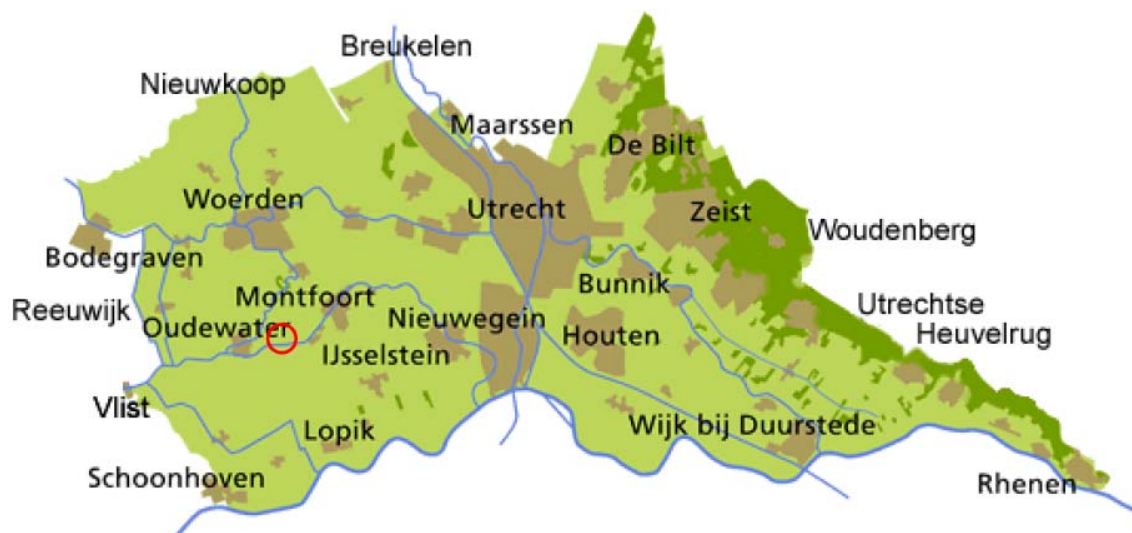 Breukelen
Nieuwkoop
Maarssen
De Bilt
Woerden
Utrecht
Zeist
Woudenberg
Bodegraven
Bunnik
Reeuwijk
Montfoort
Utrechtse
Heuvelrug
Oudewater
Nieuwegein
Houten
IJsselstein
Vlist
Lopik
Wijk bij Duurstede
Schoonhoven
Rhenen